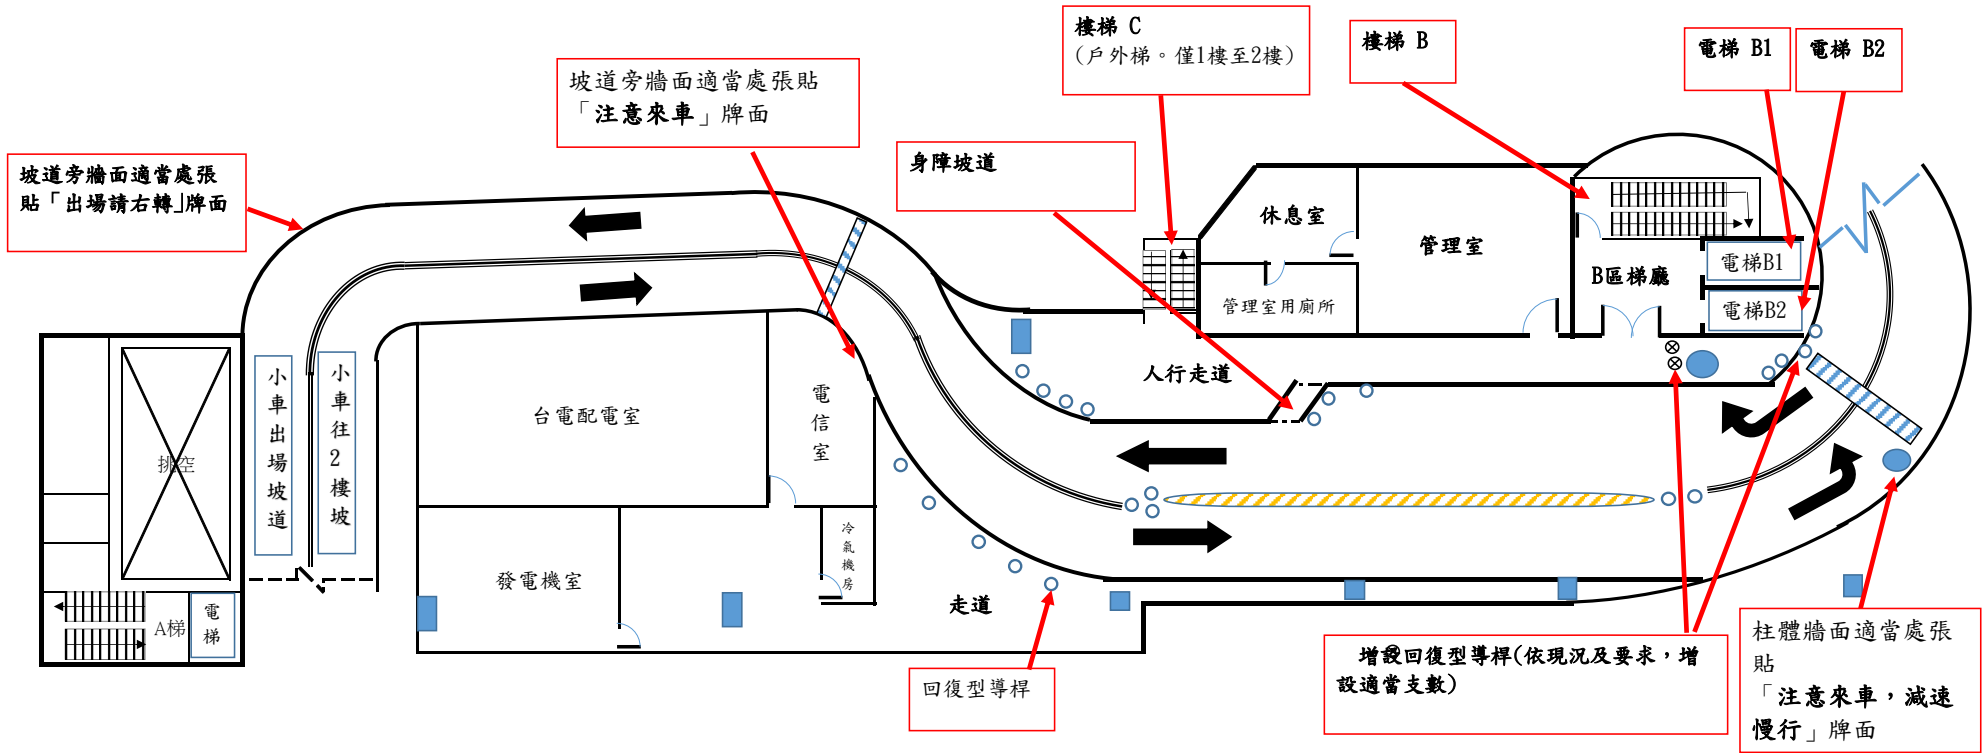 樓梯 C
(戶外梯。僅1樓至2樓)
樓梯 B
電梯 B1
電梯 B2
坡道旁牆面適當處張貼
「注意來車」牌面
身障坡道
坡道旁牆面適當處張
貼「出場請右轉」牌面
休息室
管理室
B區梯廳
電梯B1
電梯B2
管理室用廁所
人行走道
小車出場坡道
小車往2樓坡
挑空
台電配電室
電信室
冷氣機房
發電機室
走道
A梯
電梯
回復型導桿
增設回復型導桿(依現況及要求，增
設適當支數)
柱體牆面適當處張
貼
「注意來車，減速
慢行」牌面